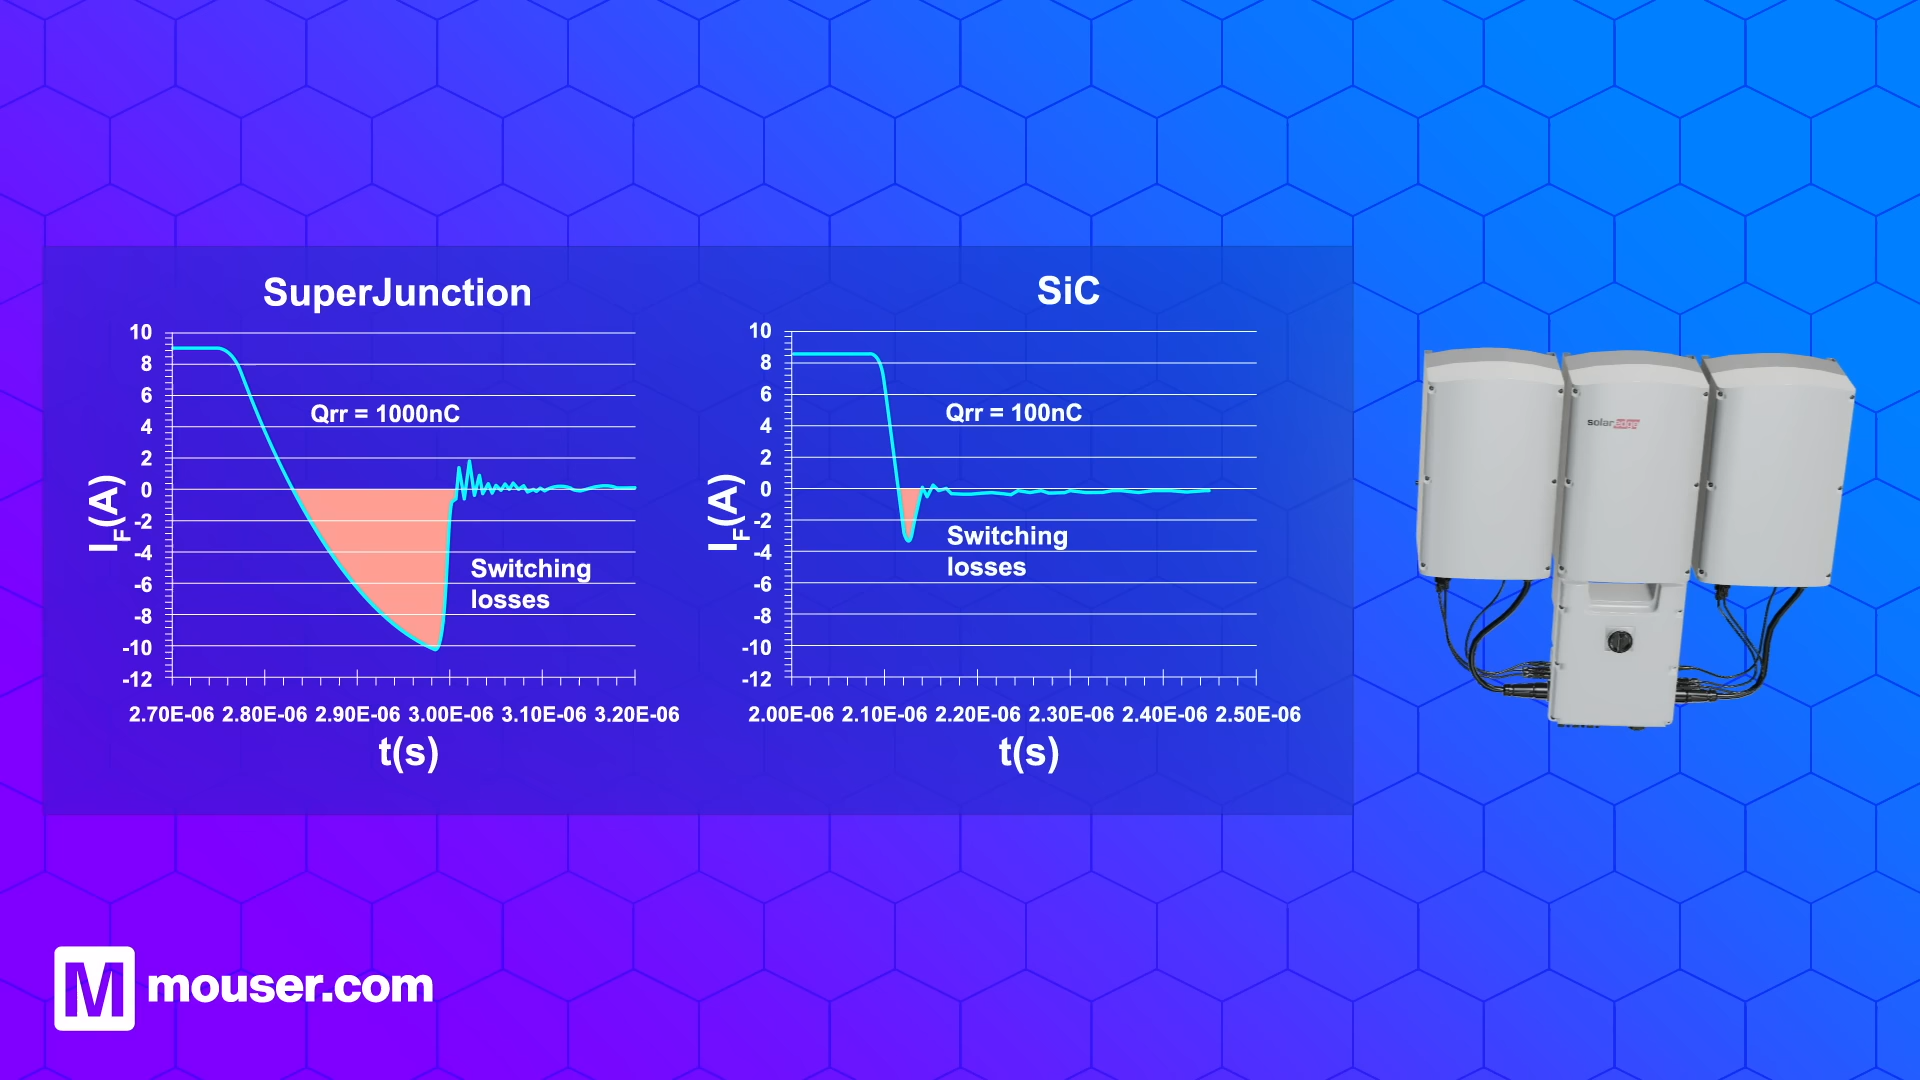 SuperJunction
10
8
6
4
2
0
-2
-4
-6
-8
-10
-12
IF(A)
Qrr = 1000nC
Switching
losses
2.70E-06 2.80E-06 2.90E-06 3.00E-06 3.10E-06 3.20E-06
t(s)
SiC
10
8
6
4
2
0
-2
-4
-6
-8
-10
-12
IF(A)
Qrr = 100nC
Switching
losses
2.00E-06 2.10E-06 2.20E-06 2.30E-06 2.40E-06 2.50E-06
t(s)
solaredge
M mouser.com